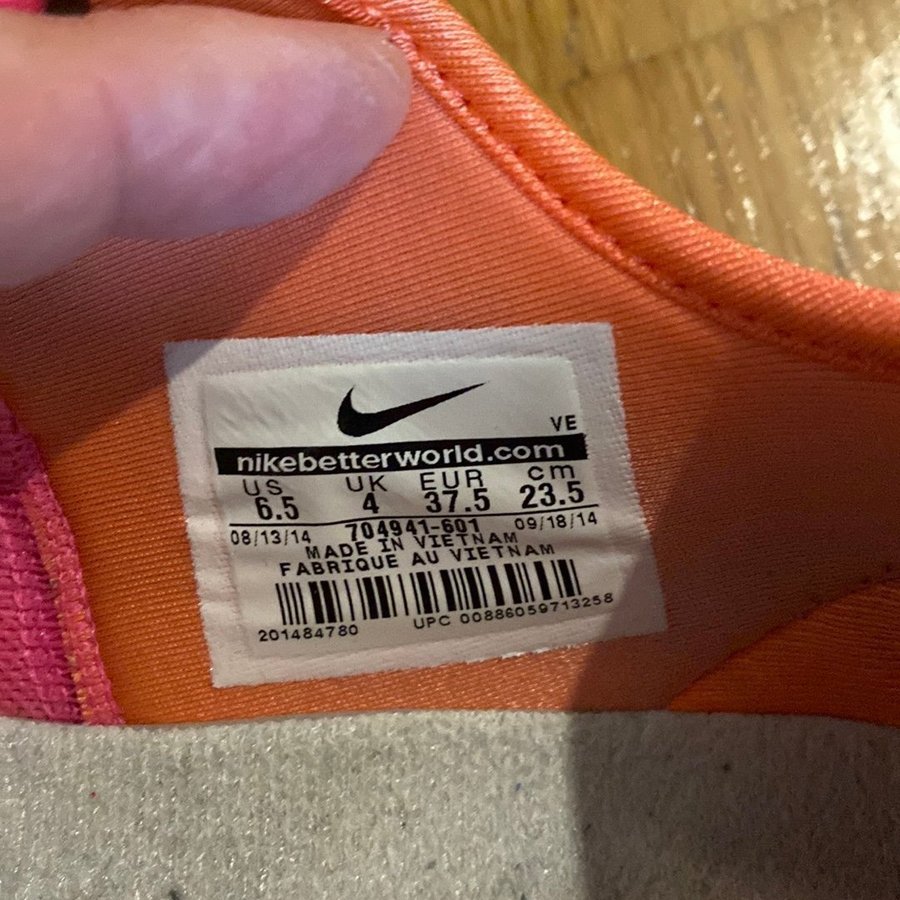 VE
nikebetterworld.com
US UK EUR cm
6.5 4 37.5 23.5
08/13/14 704941-601 09/18/14
MADE IN VIETNAM
FABRIQUE AU VIETNAM
201484780 UPC 00886059713258